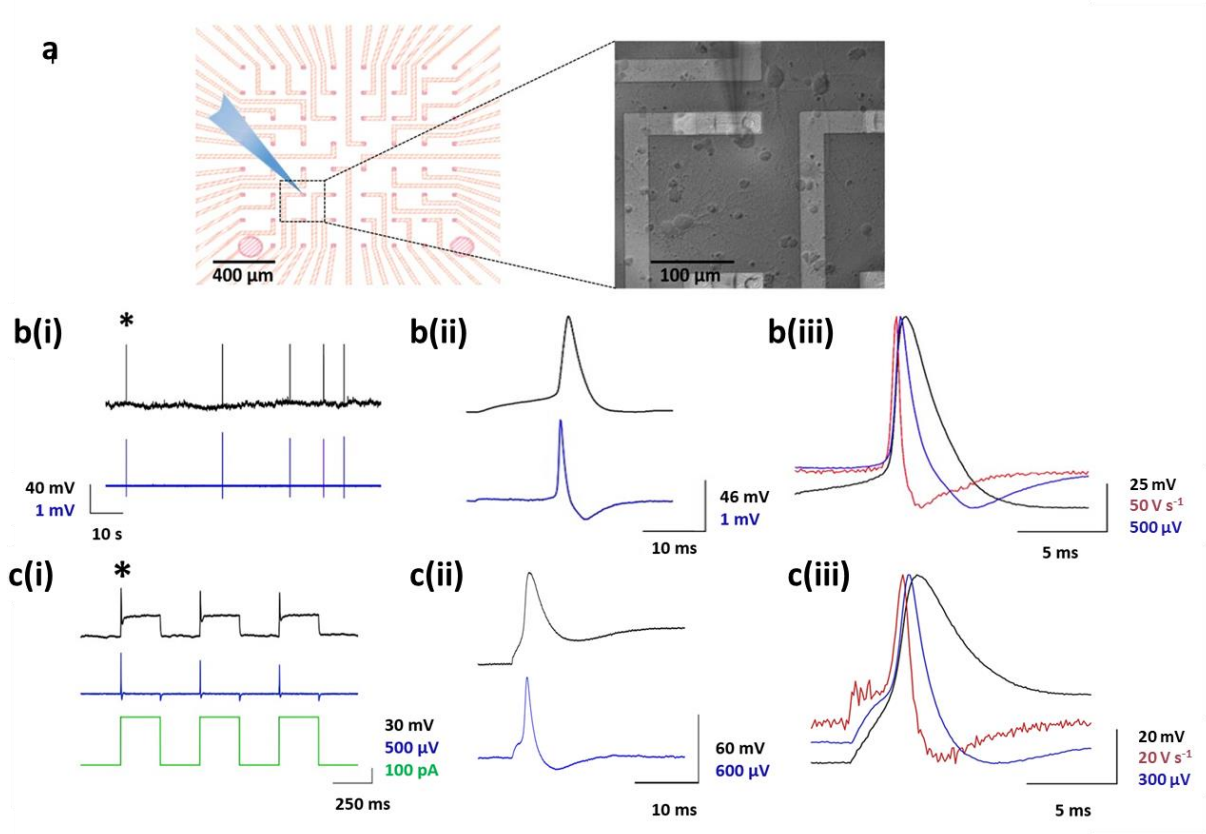 a
400 µm
100 µm
b(i)
*
40 mV
1 mV
10 s
b(ii)
46 mV
1 mV
10 ms
b(iii)
25 mV
50 V s⁻¹
500 µV
5 ms
c(i)
*
30 mV
500 µV
100 pA
250 ms
c(ii)
60 mV
600 µV
10 ms
c(iii)
20 mV
20 V s⁻¹
300 µV
5 ms